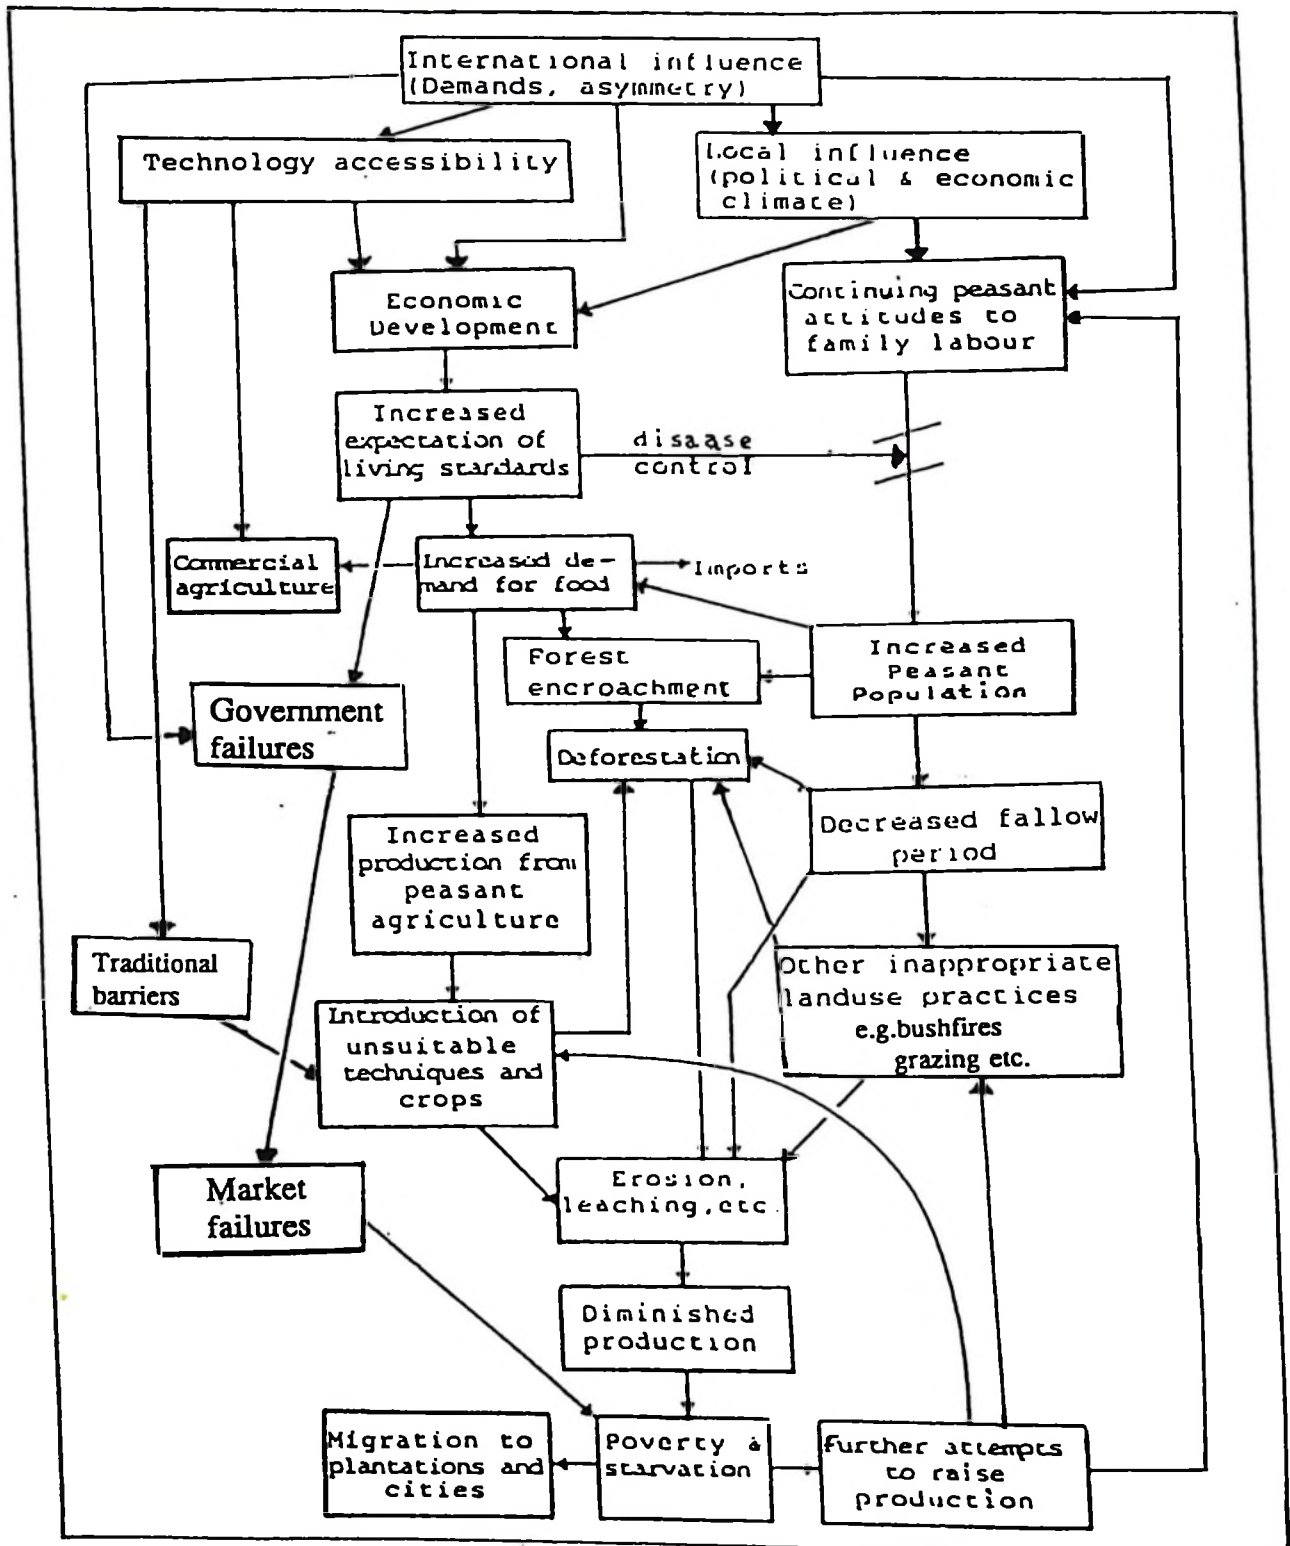 International influence
(Demands, asymmetry)
Technology accessibility
Local influence
(political & economic
climate)
Economic
Development
Continuing peasant
attitudes to
family labour
Increased
expectation of
living standards
disaase
control
Commercial
agriculture
Increased de-
mand for food
Imports
Forest
encroachment
Increased
Peasant
Population
Government
failures
Deforestation
Increased
production from
peasant
agriculture
Decreased fallow
period
Traditional
barriers
Other inappropriate
landuse practices
e.g.bushfires
grazing etc.
Introduction of
unsuitable
techniques and
crops
Market
failures
Erosion,
leaching,etc.
Diminished
production
Migration to
plantations and
cities
Poverty &
starvation
Further attempts
to raise
production